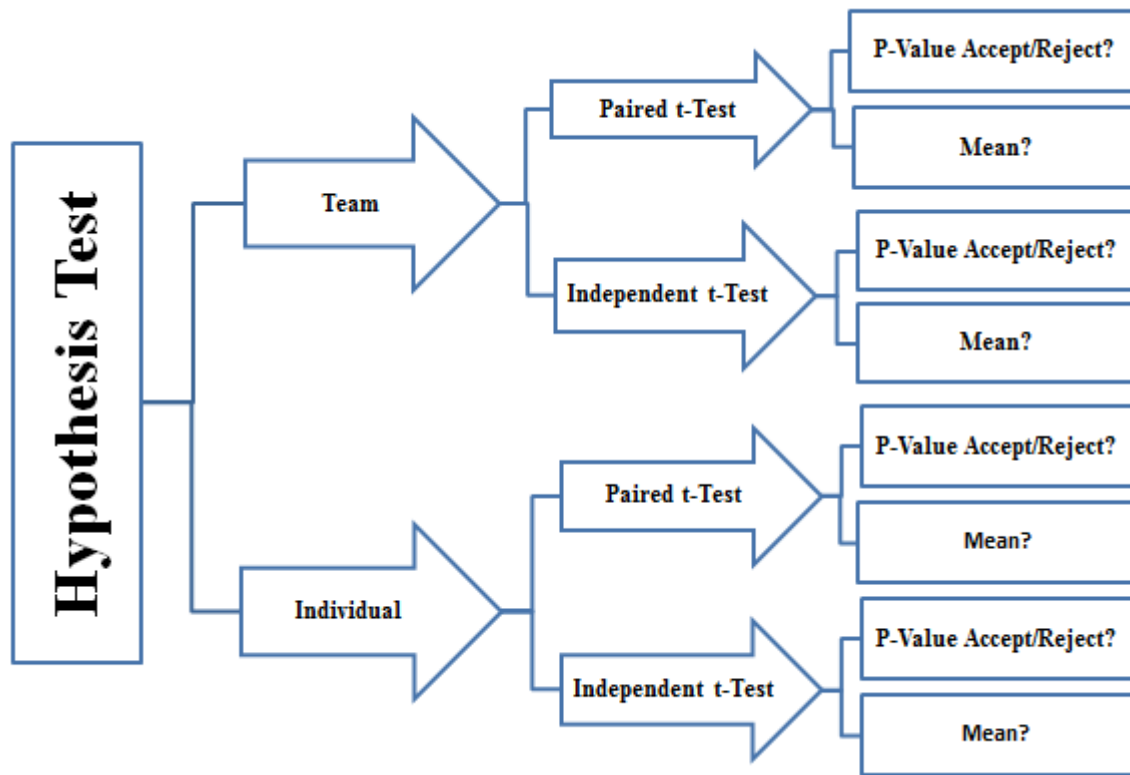 Hypothesis Test
Team
Paired t-Test
P-Value Accept/Reject?
Mean?
Independent t-Test
P-Value Accept/Reject?
Mean?
Individual
Paired t-Test
P-Value Accept/Reject?
Mean?
Independent t-Test
P-Value Accept/Reject?
Mean?